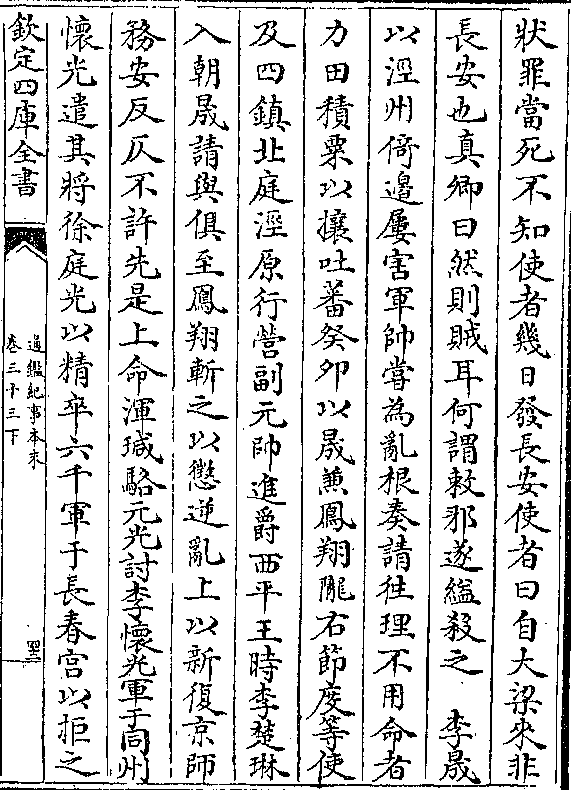 狀罪當死不知使者幾日發長安使者曰自大梁來非
長安也真卿曰然則賊耳何謂敕邪遂縊殺之　李晟
以涇州倚邊屢害軍帥嘗為亂根奏請往理不用命者
力田積粟以攘吐蕃癸卯以晟兼鳳翔隴右節度等使
及四鎮北庭涇原行營副元帥進爵西平王時李楚琳
入朝晟請與俱至鳳翔斬之以懲逆亂上以新復京師
務安反仄不許先是上命渾瑊駱元光討李懷光軍于同州
懷光遣其將徐庭光以精卒六千軍于長春宮以拒之
欽定四庫全書
通鑑紀事本末
卷三十三下